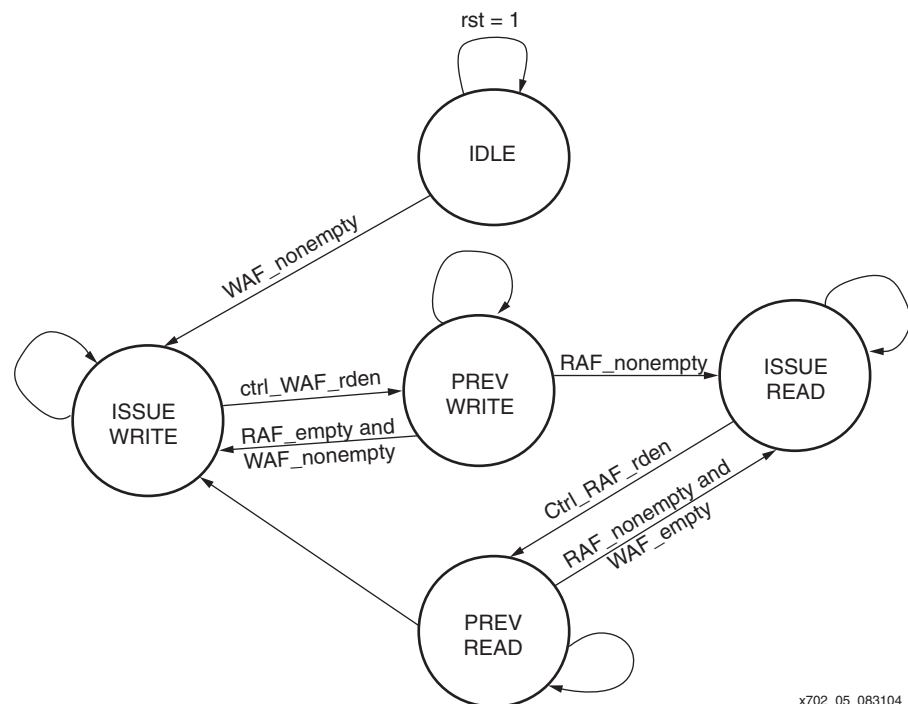 rst = 1
IDLE
WAF_nonempty
ISSUE
WRITE
ctrl_WAF_rden
RAF_empty and
WAF_nonempty
PREV
WRITE
RAF_nonempty
ISSUE
READ
Ctrl_RAF_rden
RAF_nonempty and
WAF_empty
PREV
READ
x702_05_083104